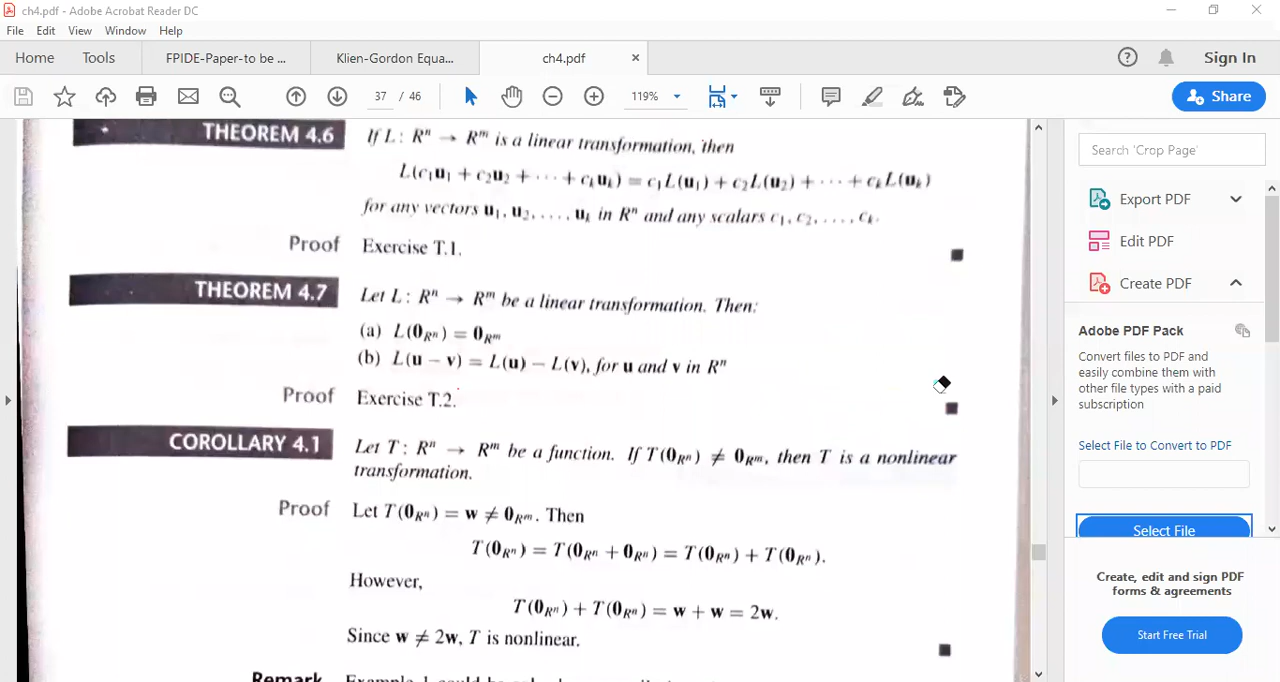 ch4.pdf - Adobe Acrobat Reader DC
File Edit View Window Help
Home Tools FPIDE-Paper-to be ... Klien-Gordon Equa... ch4.pdf × Sign In
37 / 46 119% Share
THEOREM 4.6 If L : Rⁿ → Rᵐ is a linear transformation, then
L(c₁u₁ + c₂u₂ + ··· + cₖuₖ) = c₁L(u₁) + c₂L(u₂) + ··· + cₖL(uₖ)
for any vectors u₁, u₂, ..., uₖ in Rⁿ and any scalars c₁, c₂, ..., cₖ.
Proof Exercise T.1. ■
THEOREM 4.7 Let L : Rⁿ → Rᵐ be a linear transformation. Then:
(a) L(0_Rⁿ) = 0_Rᵐ
(b) L(u − v) = L(u) − L(v), for u and v in Rⁿ
Proof Exercise T.2. ■
COROLLARY 4.1 Let T : Rⁿ → Rᵐ be a function. If T(0_Rⁿ) ≠ 0_Rᵐ, then T is a nonlinear
transformation.
Proof Let T(0_Rⁿ) = w ≠ 0_Rᵐ. Then
T(0_Rⁿ) = T(0_Rⁿ + 0_Rⁿ) = T(0_Rⁿ) + T(0_Rⁿ).
However,
T(0_Rⁿ) + T(0_Rⁿ) = w + w = 2w.
Since w ≠ 2w, T is nonlinear. ■
Remark
Search 'Crop Page'
Export PDF
Edit PDF
Create PDF
Adobe PDF Pack
Convert files to PDF and
easily combine them with
other file types with a paid
subscription
Select File to Convert to PDF
Select File
Create, edit and sign PDF
forms & agreements
Start Free Trial